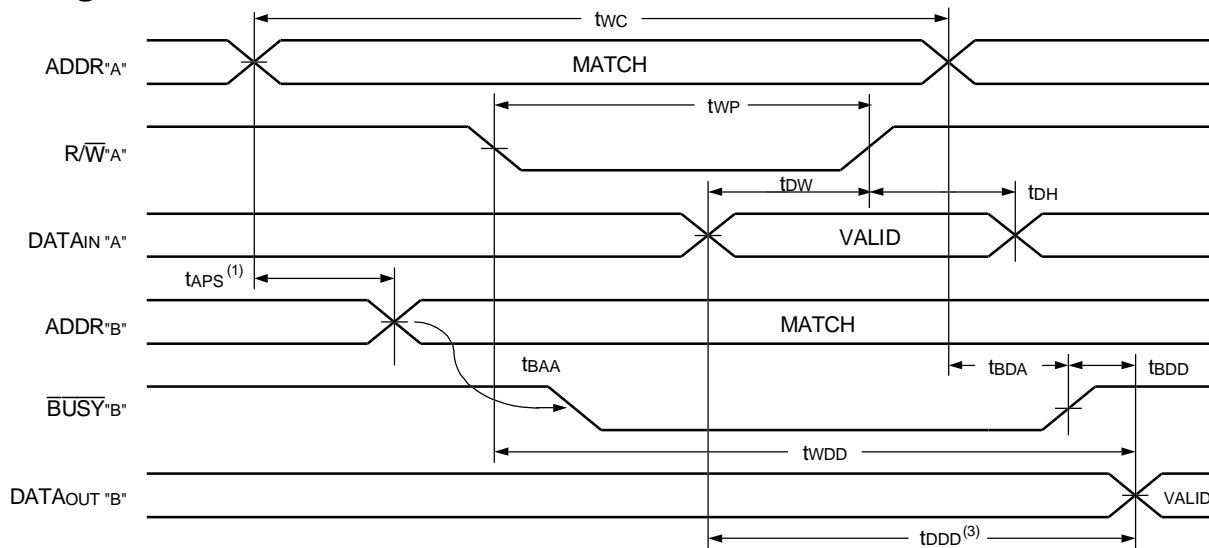 tWC
ADDR"A"
MATCH
tWP
R/W̅"A"
tDW
tDH
DATAIN "A"
VALID
tAPS(1)
ADDR"B"
MATCH
tBAA
tBDA
tBDD
B̅U̅S̅Y̅"B"
tWDD
DATAOUT "B"
VALID
tDDD(3)